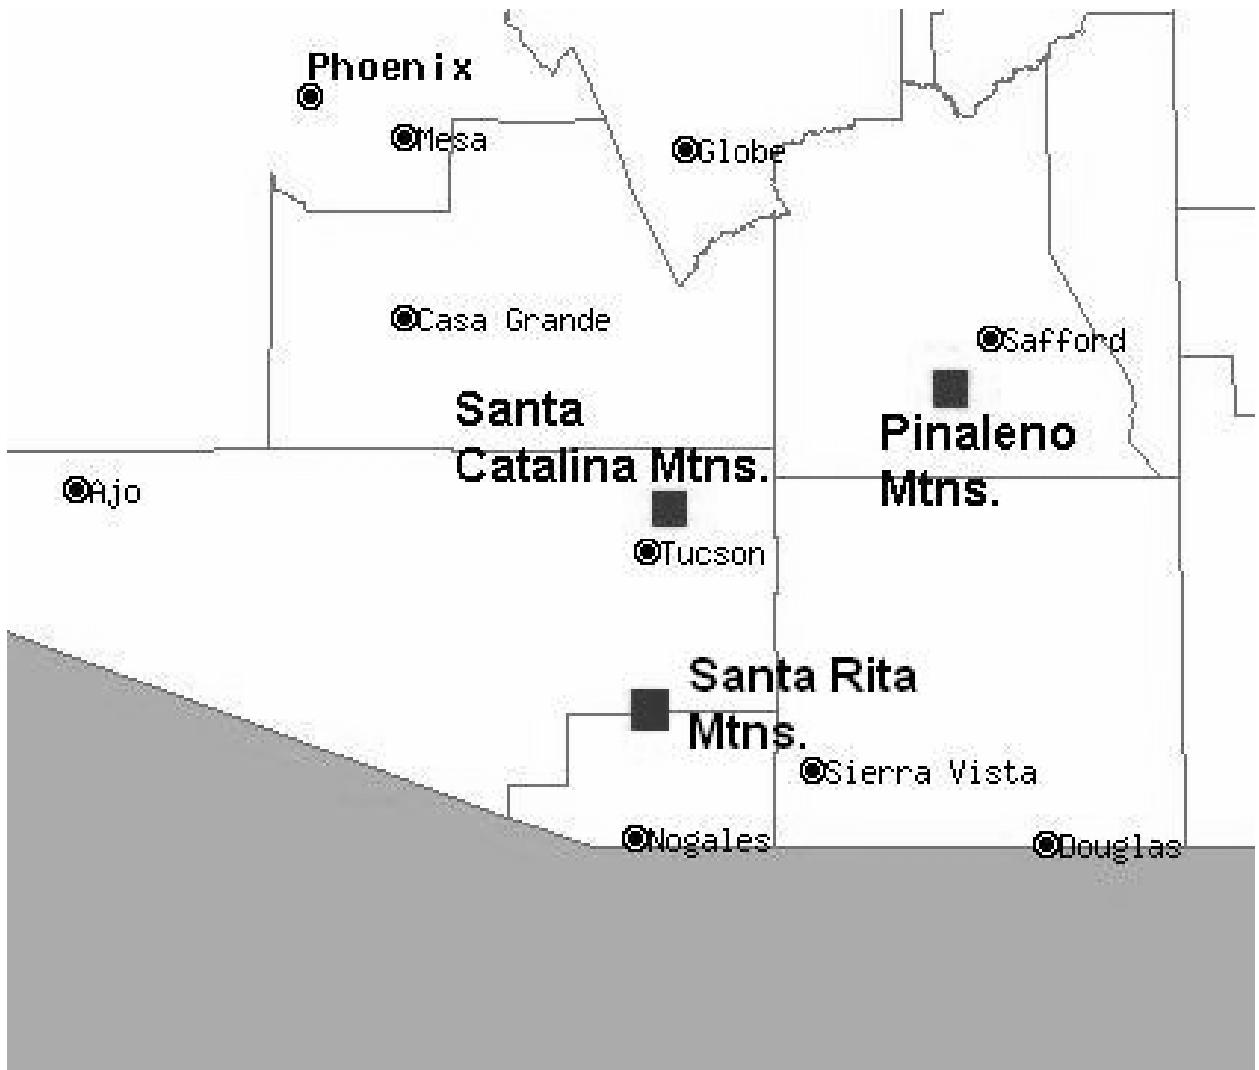 Phoenix
Mesa
Globe
Casa Grande
Safford
Santa
Catalina Mtns.
Pinaleno
Mtns.
Ajo
Tucson
Santa Rita
Mtns.
Sierra Vista
Nogales
Douglas